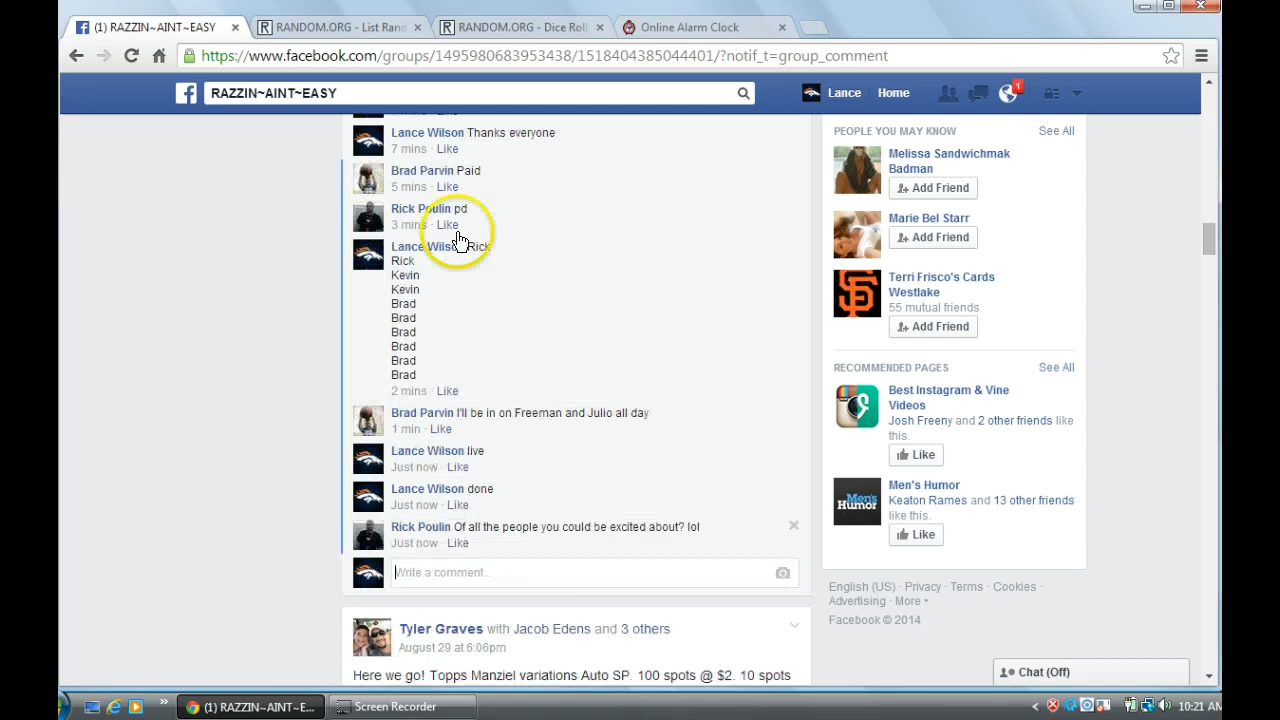 (1) RAZZIN~AINT~EASY
RANDOM.ORG - List Rand
RANDOM.ORG - Dice Roll
Online Alarm Clock
https://www.facebook.com/groups/1495980683953438/1518404385044401/?notif_t=group_comment
RAZZIN~AINT~EASY
Lance
Home
1
Lance Wilson Thanks everyone
7 mins · Like
Brad Parvin Paid
5 mins · Like
Rick Poulin pd
3 mins · Like
Lance Wilson Rick
Rick
Kevin
Kevin
Brad
Brad
Brad
Brad
Brad
Brad
2 mins · Like
Brad Parvin I'll be in on Freeman and Julio all day
1 min · Like
Lance Wilson live
Just now · Like
Lance Wilson done
Just now · Like
Rick Poulin Of all the people you could be excited about? lol
Just now · Like
Write a comment...
Tyler Graves with Jacob Edens and 3 others
August 29 at 6:06pm
Here we go! Topps Manziel variations Auto SP. 100 spots @ $2. 10 spots
PEOPLE YOU MAY KNOW
See All
Melissa Sandwichmak
Badman
Add Friend
Marie Bel Starr
Add Friend
Terri Frisco's Cards
Westlake
55 mutual friends
Add Friend
RECOMMENDED PAGES
See All
Best Instagram & Vine
Videos
Josh Freeny and 2 other friends like
this.
Like
Men's Humor
Keaton Rames and 13 other friends
like this.
Like
English (US) · Privacy · Terms · Cookies ·
Advertising · More
Facebook © 2014
Chat (Off)
(1) RAZZIN~AINT~E...
Screen Recorder
10:21 AM